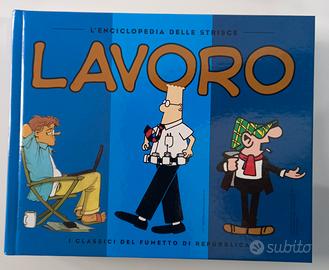 L'ENCICLOPEDIA DELLE STRISCE
LAVORO
I CLASSICI DEL FUMETTO DI REPUBBLICA
subito